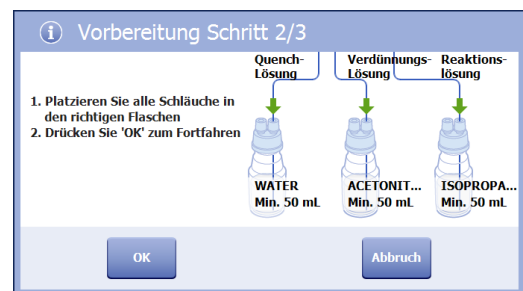 Vorbereitung Schritt 2/3
Quench-
Lösung
Verdünnungs-
Lösung
Reaktions-
lösung
1. Platzieren Sie alle Schläuche in
den richtigen Flaschen
2. Drücken Sie 'OK' zum Fortfahren
WATER
Min. 50 mL
ACETONIT...
Min. 50 mL
ISOPROPA...
Min. 50 mL
OK
Abbruch